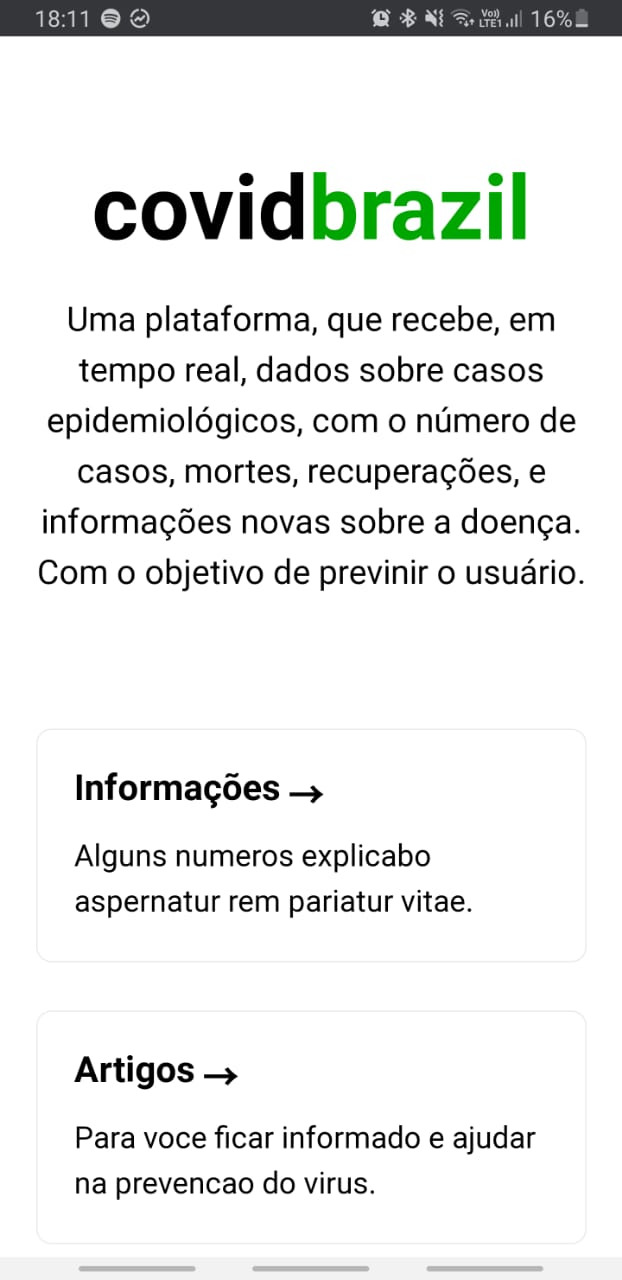 18:11 Vo)) LTE1 16%
covidbrazil
Uma plataforma, que recebe, em
tempo real, dados sobre casos
epidemiológicos, com o número de
casos, mortes, recuperações, e
informações novas sobre a doença.
Com o objetivo de previnir o usuário.
Informações →
Alguns numeros explicabo
aspernatur rem pariatur vitae.
Artigos →
Para voce ficar informado e ajudar
na prevencao do virus.